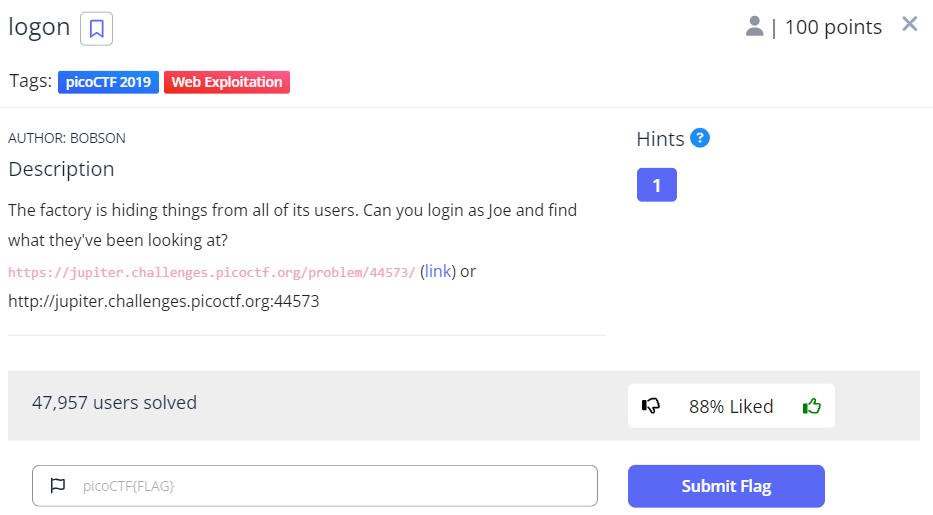 logon
| 100 points
Tags: picoCTF 2019 Web Exploitation
AUTHOR: BOBSON
Hints ?
Description
1
The factory is hiding things from all of its users. Can you login as Joe and find
what they've been looking at?
https://jupiter.challenges.picoctf.org/problem/44573/ (link) or
http://jupiter.challenges.picoctf.org:44573
47,957 users solved
88% Liked
picoCTF{FLAG}
Submit Flag